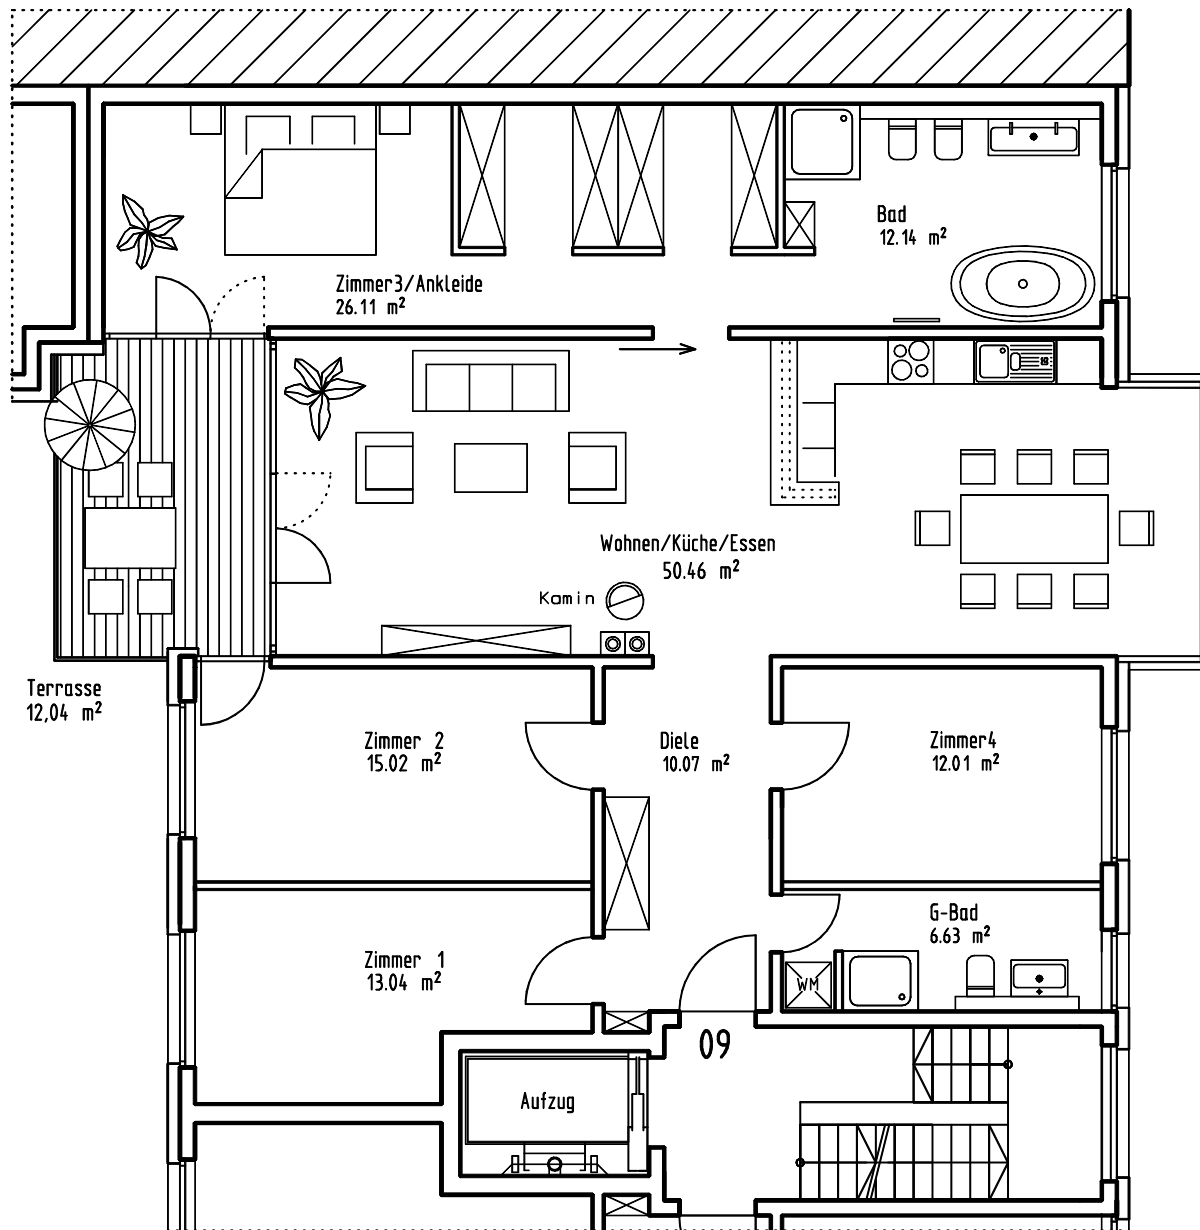 Bad
12.14 m²
Zimmer3/Ankleide
26.11 m²
Wohnen/Küche/Essen
50.46 m²
Kamin
Terrasse
12,04 m²
Zimmer 2
15.02 m²
Diele
10.07 m²
Zimmer4
12.01 m²
G-Bad
6.63 m²
Zimmer 1
13.04 m²
WM
09
Aufzug